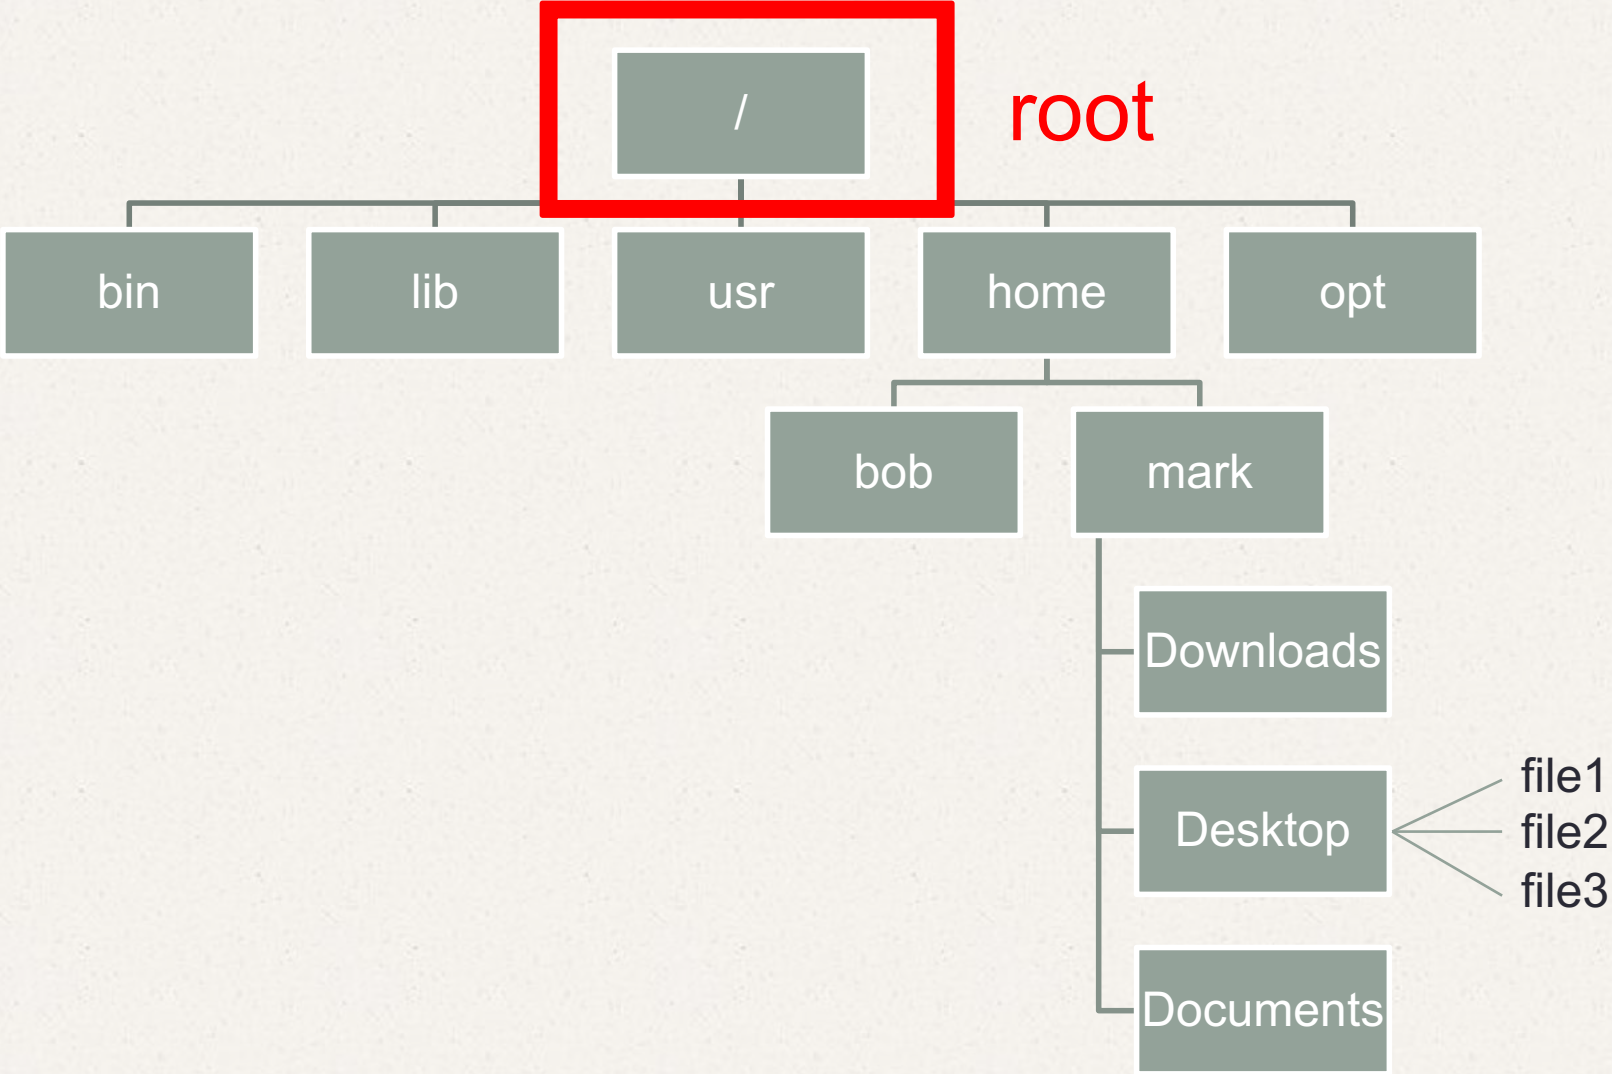 /
root
bin
lib
usr
home
opt
bob
mark
Downloads
Desktop
file1
file2
file3
Documents